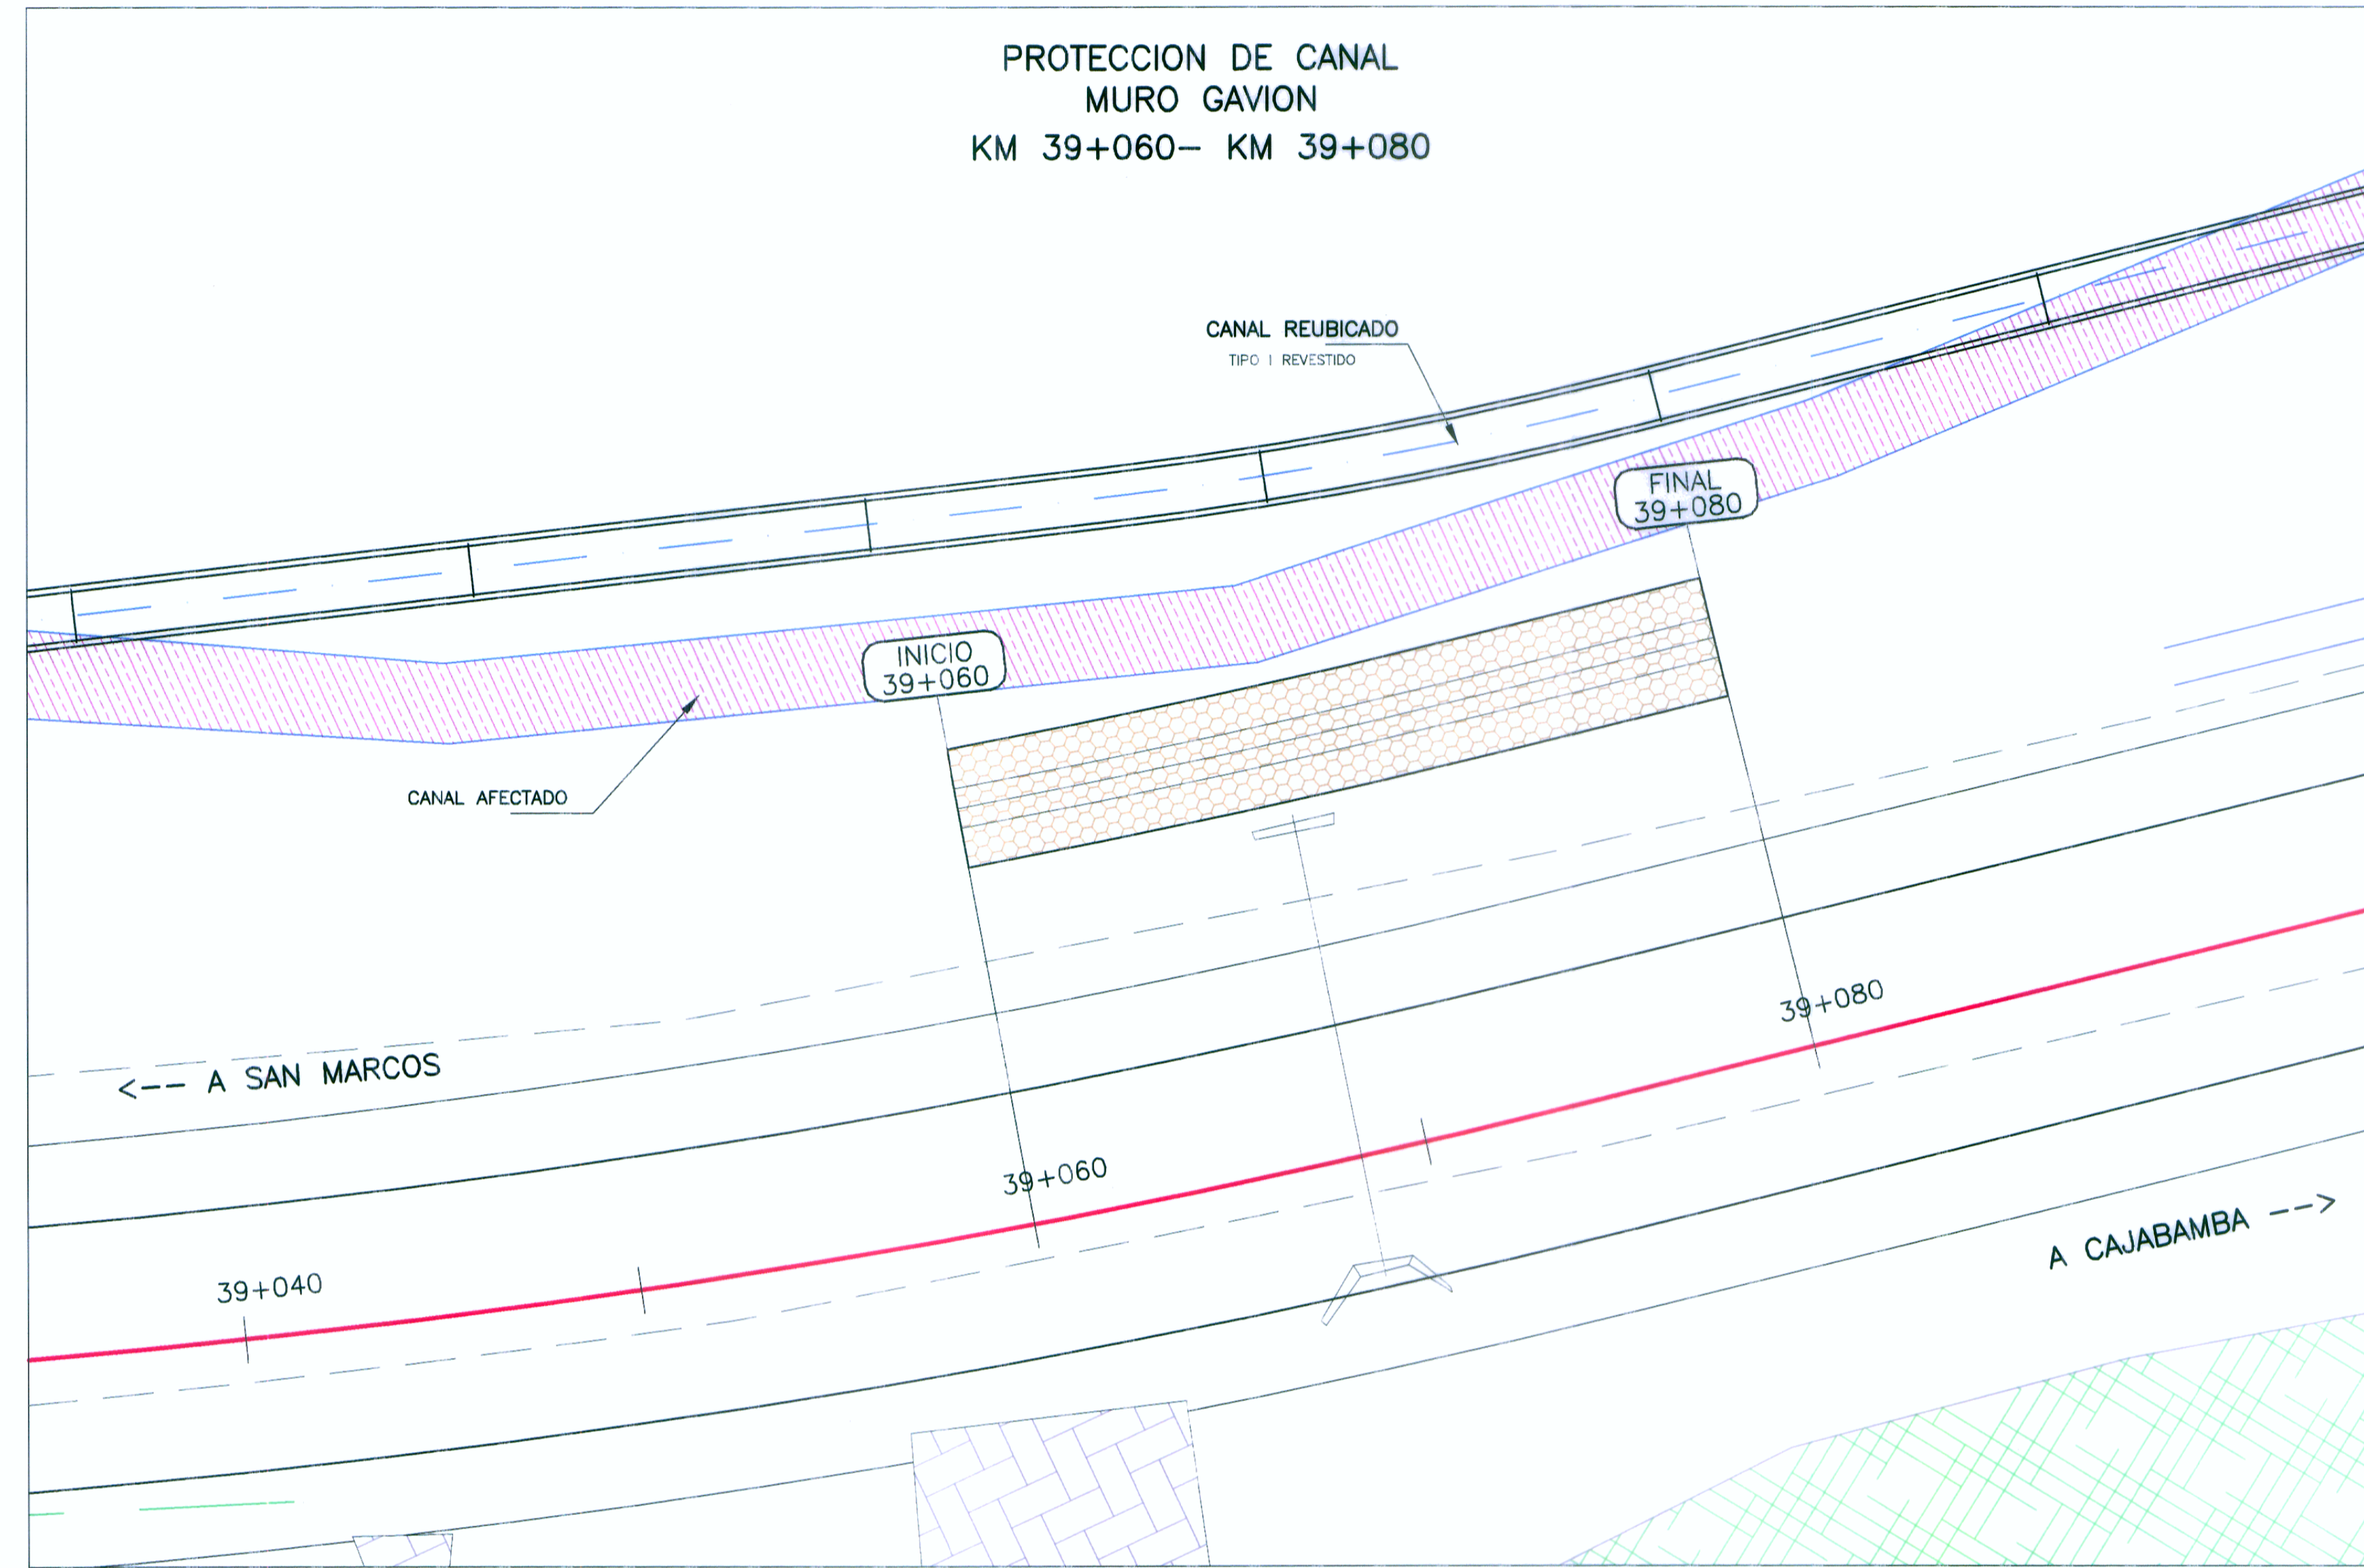 PROTECCION DE CANAL
MURO GAVION
KM 39+060- KM 39+080
CANAL REUBICADO
TIPO I REVESTIDO
FINAL
39+080
INICIO
39+060
CANAL AFECTADO
39+080
<-- A SAN MARCOS
39+060
A CAJABAMBA -->
39+040